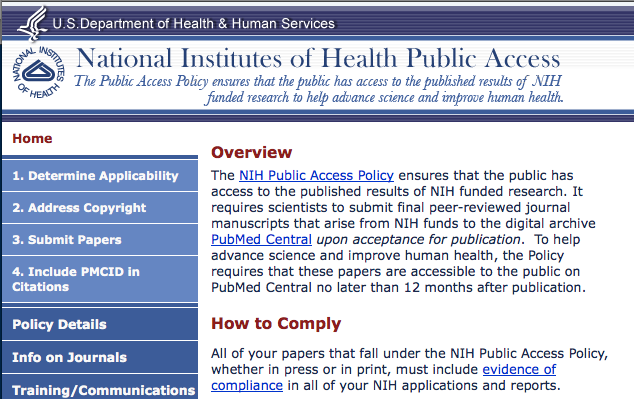 U.S.Department of Health & Human Services
NATIONAL INSTITUTES OF HEALTH
National Institutes of Health Public Access
The Public Access Policy ensures that the public has access to the published results of NIH
funded research to help advance science and improve human health.
Home
1. Determine Applicability
2. Address Copyright
3. Submit Papers
4. Include PMCID in
Citations
Policy Details
Info on Journals
Training/Communications
Overview
The NIH Public Access Policy ensures that the public has
access to the published results of NIH funded research. It
requires scientists to submit final peer-reviewed journal
manuscripts that arise from NIH funds to the digital archive
PubMed Central upon acceptance for publication. To help
advance science and improve human health, the Policy
requires that these papers are accessible to the public on
PubMed Central no later than 12 months after publication.
How to Comply
All of your papers that fall under the NIH Public Access Policy,
whether in press or in print, must include evidence of
compliance in all of your NIH applications and reports.